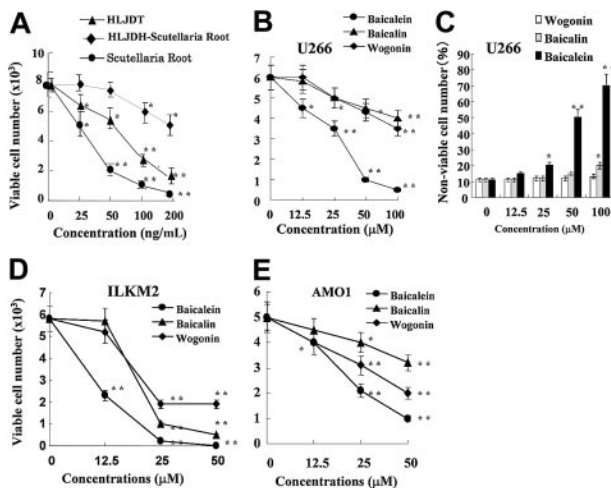 A
HLJDT
HLJDH-Scutellaria Root
Scutellaria Root
Viable cell number (x10³)
10
8
6
4
2
0
0 25 50 100 200
* * * * * ** ** ** ** **
Concentration (ng/mL)
B
Baicalein
Baicalin
Wogonin
U266
8
7
6
5
4
3
2
1
0
0 12.5 25 50 100
* * ** * ** ** ** **
Concentration (μM)
C
Wogonin
Baicalin
Baicalein
U266
Non-viable cell number (%)
90
80
70
60
50
40
30
20
10
0
0 12.5 25 50 100
* ** * **
Concentration (μM)
D
ILKM2
Baicalein
Baicalin
Wogonin
Viable cell number (x10³)
6
5
4
3
2
1
0
0 12.5 25 50
** ** ** ** ** ** **
Concentrations (μM)
E
AMO1
Baicalein
Baicalin
Wogonin
6
5
4
3
2
1
0
0 12.5 25 50
* * ** ** ** ** **
Concentrations (μM)